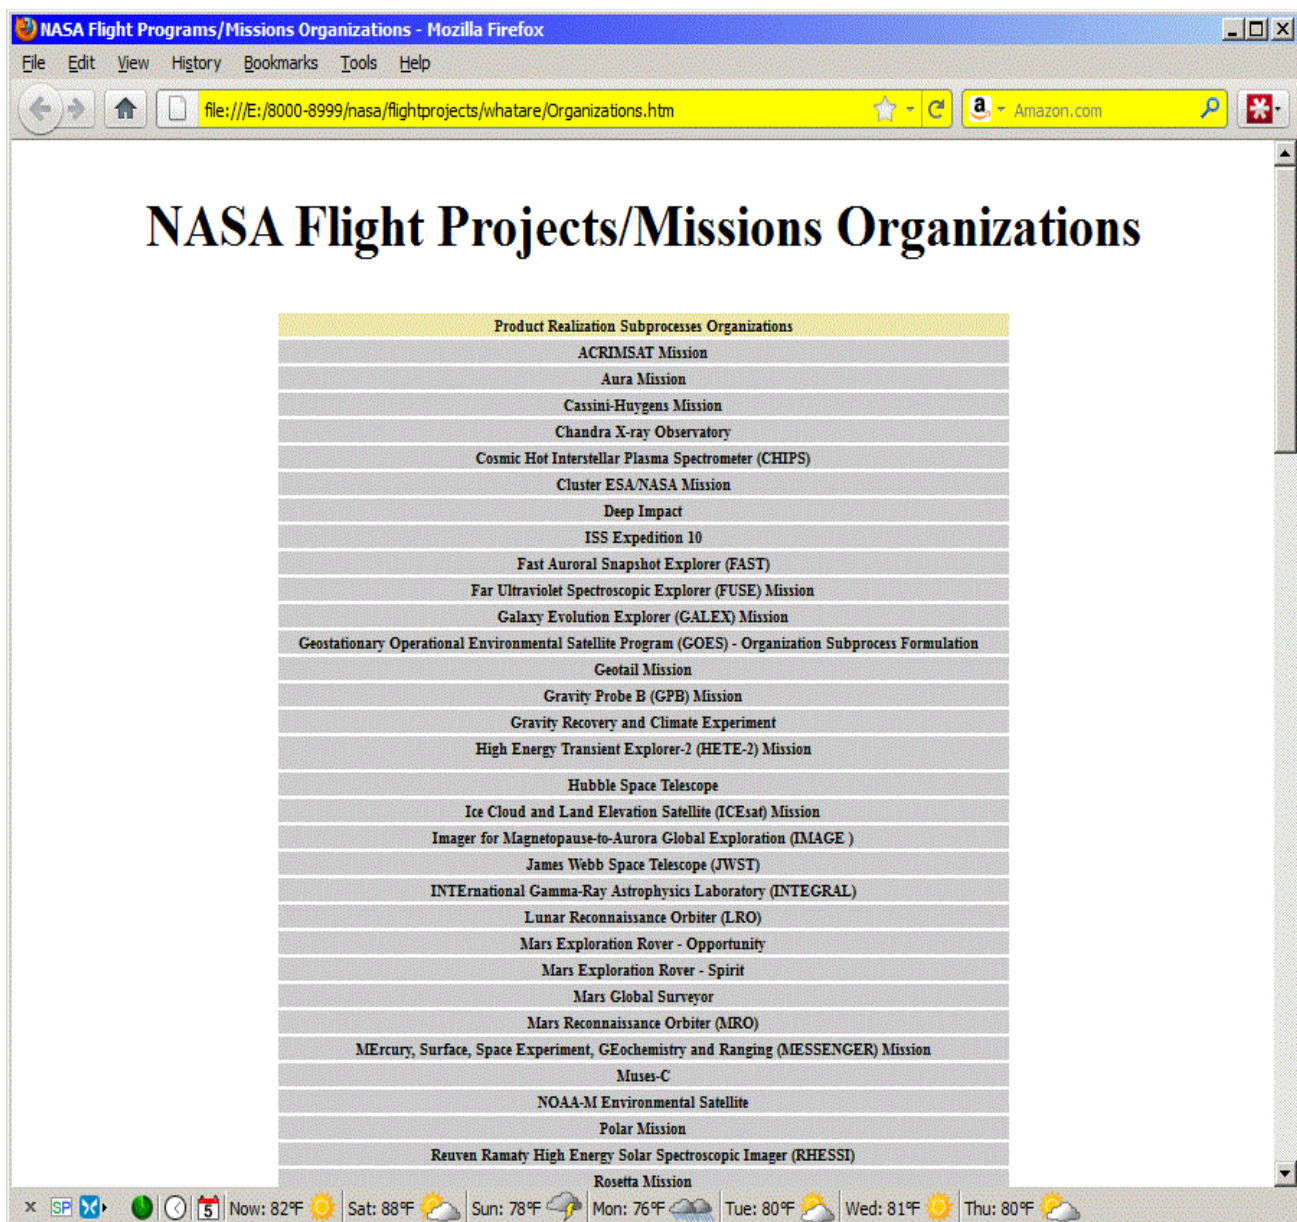 NASA Flight Programs/Missions Organizations - Mozilla Firefox
File Edit View History Bookmarks Tools Help
file:///E:/8000-8999/nasa/flightprojects/whatare/Organizations.htm
a Amazon.com
NASA Flight Projects/Missions Organizations
Product Realization Subprocesses Organizations
ACRIMSAT Mission
Aura Mission
Cassini-Huygens Mission
Chandra X-ray Observatory
Cosmic Hot Interstellar Plasma Spectrometer (CHIPS)
Cluster ESA/NASA Mission
Deep Impact
ISS Expedition 10
Fast Auroral Snapshot Explorer (FAST)
Far Ultraviolet Spectroscopic Explorer (FUSE) Mission
Galaxy Evolution Explorer (GALEX) Mission
Geostationary Operational Environmental Satellite Program (GOES) - Organization Subprocess Formulation
Geotail Mission
Gravity Probe B (GPB) Mission
Gravity Recovery and Climate Experiment
High Energy Transient Explorer-2 (HETE-2) Mission
Hubble Space Telescope
Ice Cloud and Land Elevation Satellite (ICEsat) Mission
Imager for Magnetopause-to-Aurora Global Exploration (IMAGE )
James Webb Space Telescope (JWST)
INTErnational Gamma-Ray Astrophysics Laboratory (INTEGRAL)
Lunar Reconnaissance Orbiter (LRO)
Mars Exploration Rover - Opportunity
Mars Exploration Rover - Spirit
Mars Global Surveyor
Mars Reconnaissance Orbiter (MRO)
MErcury, Surface, Space Experiment, GEochemistry and Ranging (MESSENGER) Mission
Muses-C
NOAA-M Environmental Satellite
Polar Mission
Reuven Ramaty High Energy Solar Spectroscopic Imager (RHESSI)
Rosetta Mission
SP 5 Now: 82°F Sat: 88°F Sun: 78°F Mon: 76°F Tue: 80°F Wed: 81°F Thu: 80°F